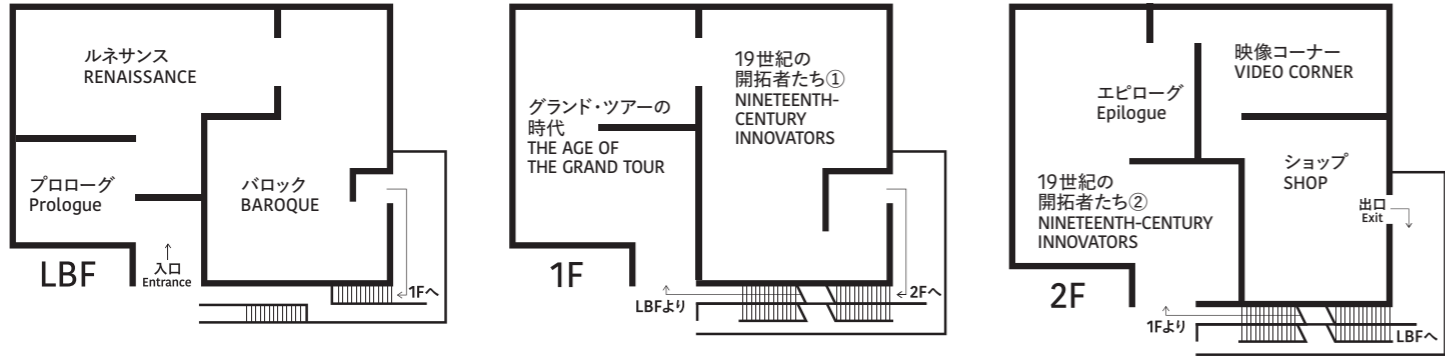 ルネサンス
RENAISSANCE
プロローグ
Prologue
バロック
BAROQUE
LBF
入口
Entrance
1Fへ
グランド・ツアーの
時代
THE AGE OF
THE GRAND TOUR
19世紀の
開拓者たち①
NINETEENTH-
CENTURY
INNOVATORS
1F
LBFより
2Fへ
エピローグ
Epilogue
映像コーナー
VIDEO CORNER
19世紀の
開拓者たち②
NINETEENTH-CENTURY
INNOVATORS
ショップ
SHOP
出口
Exit
2F
1Fより
LBFへ